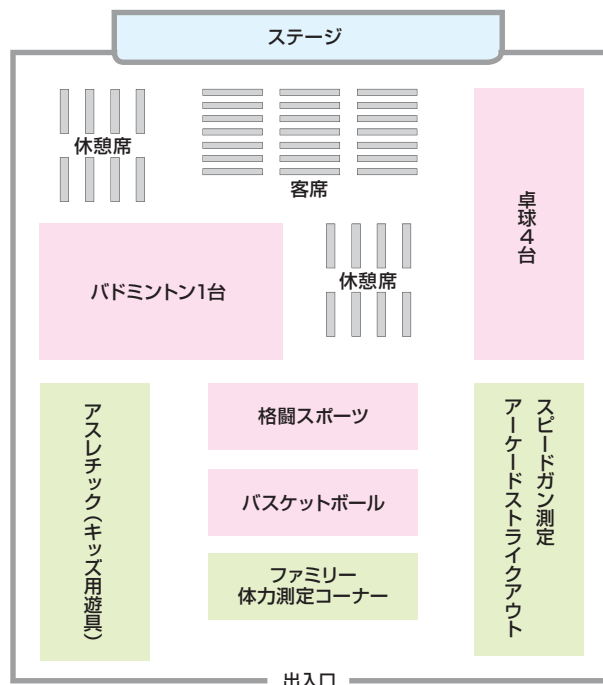 ステージ
休憩席
客席
卓球4台
バドミントン1台
休憩席
アスレチック(キッズ用遊具)
格闘スポーツ
スピードガン測定
アーケードストライクアウト
バスケットボール
ファミリー
体力測定コーナー
出入口